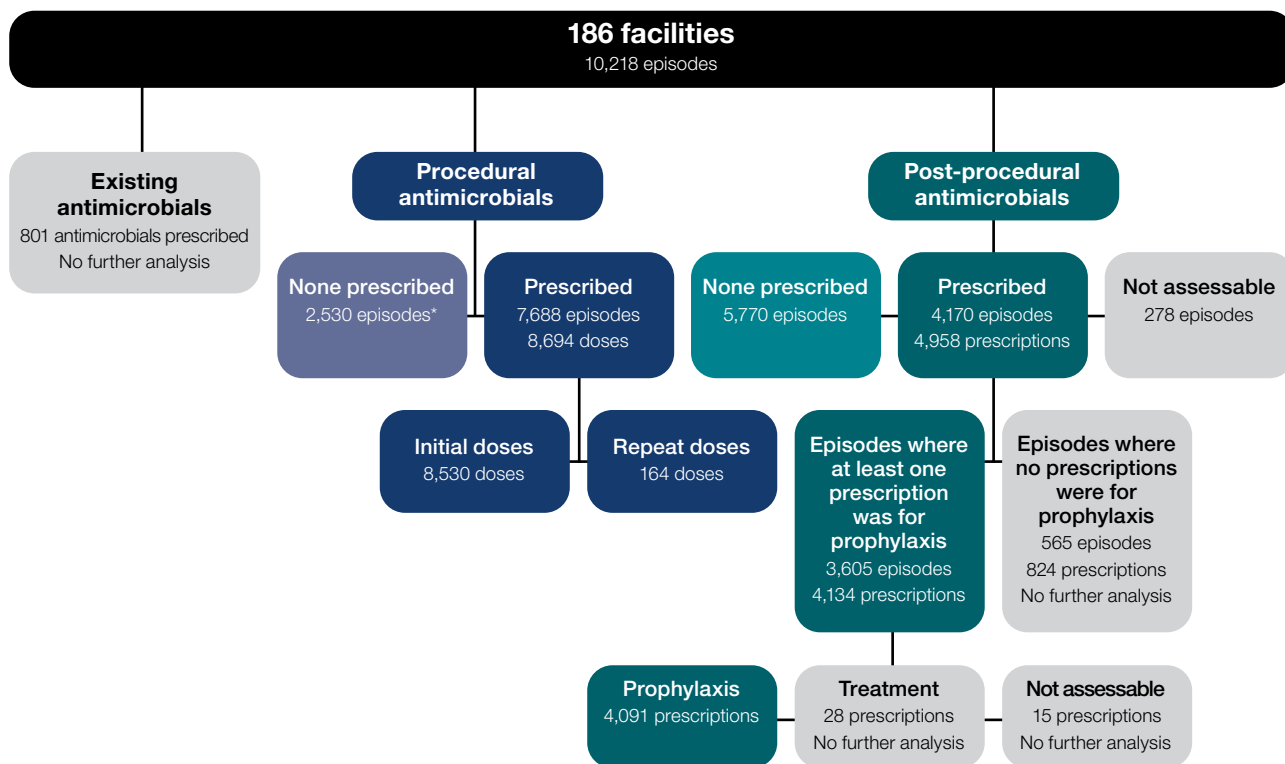 186 facilities
10,218 episodes
Existing
antimicrobials
801 antimicrobials prescribed
No further analysis
Procedural
antimicrobials
None prescribed
2,530 episodes*
Prescribed
7,688 episodes
8,694 doses
Initial doses
8,530 doses
Repeat doses
164 doses
Post-procedural
antimicrobials
None prescribed
5,770 episodes
Prescribed
4,170 episodes
4,958 prescriptions
Not assessable
278 episodes
Episodes where
at least one
prescription
was for
prophylaxis
3,605 episodes
4,134 prescriptions
Episodes where
no prescriptions
were for
prophylaxis
565 episodes
824 prescriptions
No further analysis
Prophylaxis
4,091 prescriptions
Treatment
28 prescriptions
No further analysis
Not assessable
15 prescriptions
No further analysis